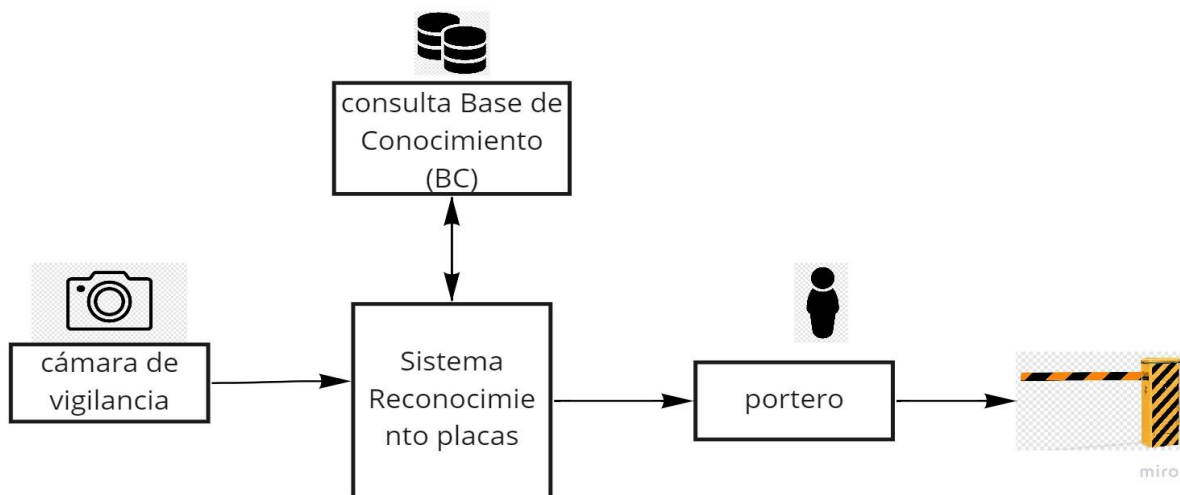 consulta Base de
Conocimiento
(BC)
cámara de
vigilancia
Sistema
Reconocimie
nto placas
portero
miro